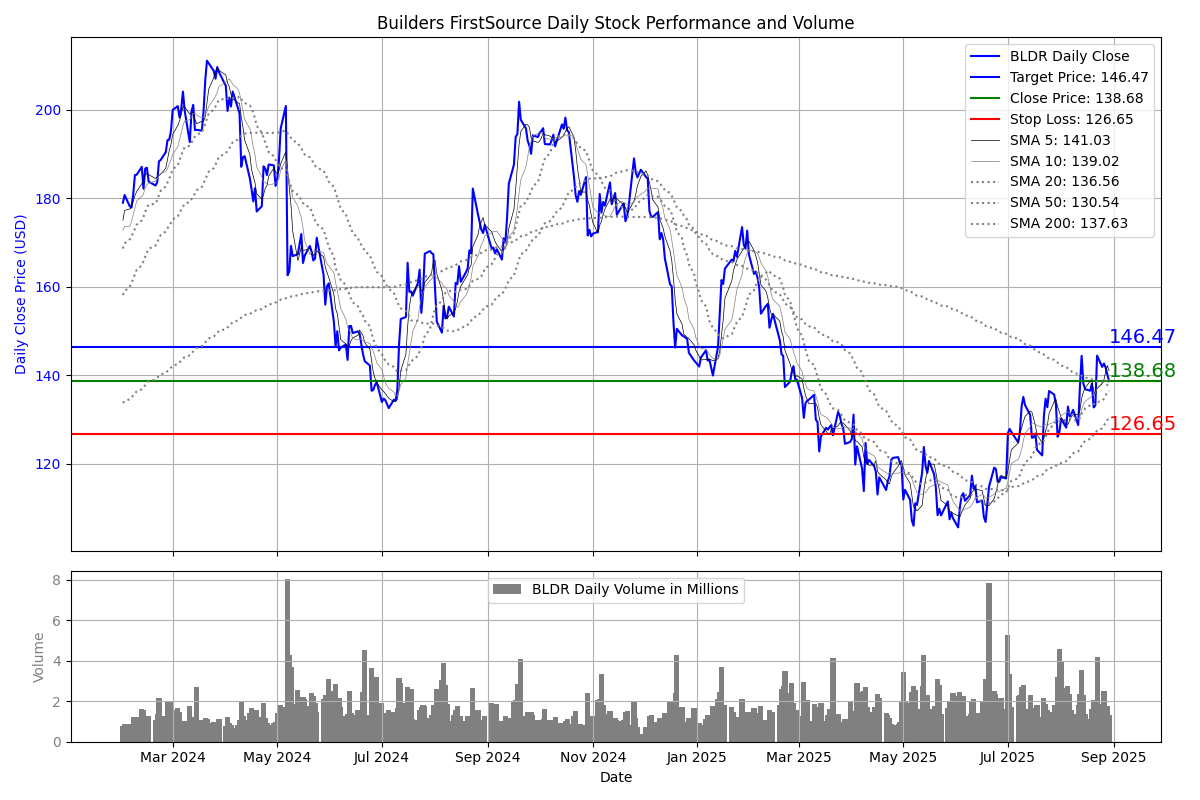 Builders FirstSource Daily Stock Performance and Volume
BLDR Daily Close
Target Price: 146.47
Close Price: 138.68
Stop Loss: 126.65
SMA 5: 141.03
SMA 10: 139.02
SMA 20: 136.56
SMA 50: 130.54
SMA 200: 137.63
Daily Close Price (USD)
200
180
160
140
120
146.47
138.68
126.65
BLDR Daily Volume in Millions
Volume
8
6
4
2
0
Mar 2024 May 2024 Jul 2024 Sep 2024 Nov 2024 Jan 2025 Mar 2025 May 2025 Jul 2025 Sep 2025
Date